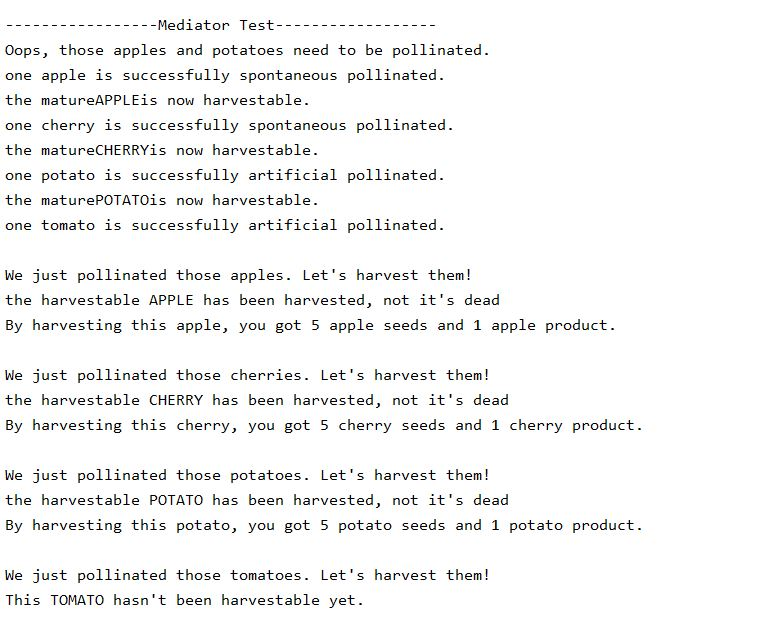 -----------------Mediator Test------------------
Oops, those apples and potatoes need to be pollinated.
one apple is successfully spontaneous pollinated.
the matureAPPLEis now harvestable.
one cherry is successfully spontaneous pollinated.
the matureCHERRYis now harvestable.
one potato is successfully artificial pollinated.
the maturePOTATOis now harvestable.
one tomato is successfully artificial pollinated.

We just pollinated those apples. Let's harvest them!
the harvestable APPLE has been harvested, not it's dead
By harvesting this apple, you got 5 apple seeds and 1 apple product.

We just pollinated those cherries. Let's harvest them!
the harvestable CHERRY has been harvested, not it's dead
By harvesting this cherry, you got 5 cherry seeds and 1 cherry product.

We just pollinated those potatoes. Let's harvest them!
the harvestable POTATO has been harvested, not it's dead
By harvesting this potato, you got 5 potato seeds and 1 potato product.

We just pollinated those tomatoes. Let's harvest them!
This TOMATO hasn't been harvestable yet.